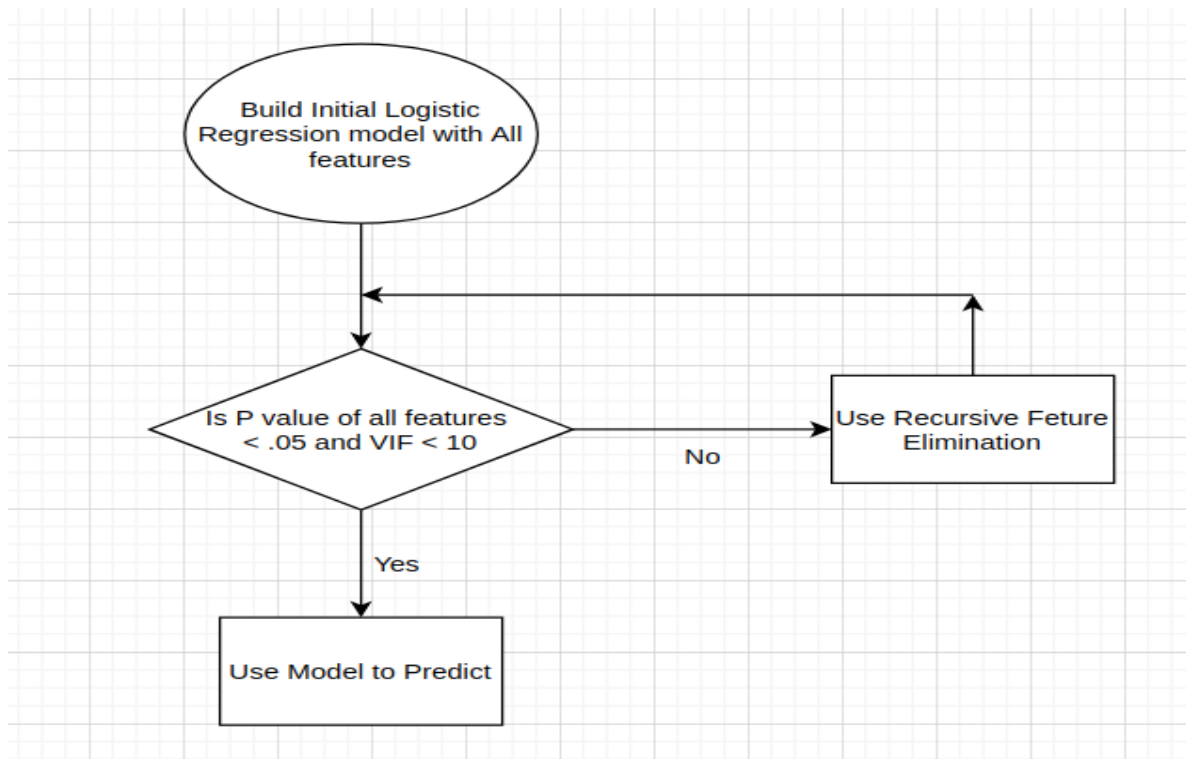 Build Initial Logistic
Regression model with All
features
Is P value of all features
< .05 and VIF < 10
No
Use Recursive Feture
Elimination
Yes
Use Model to Predict